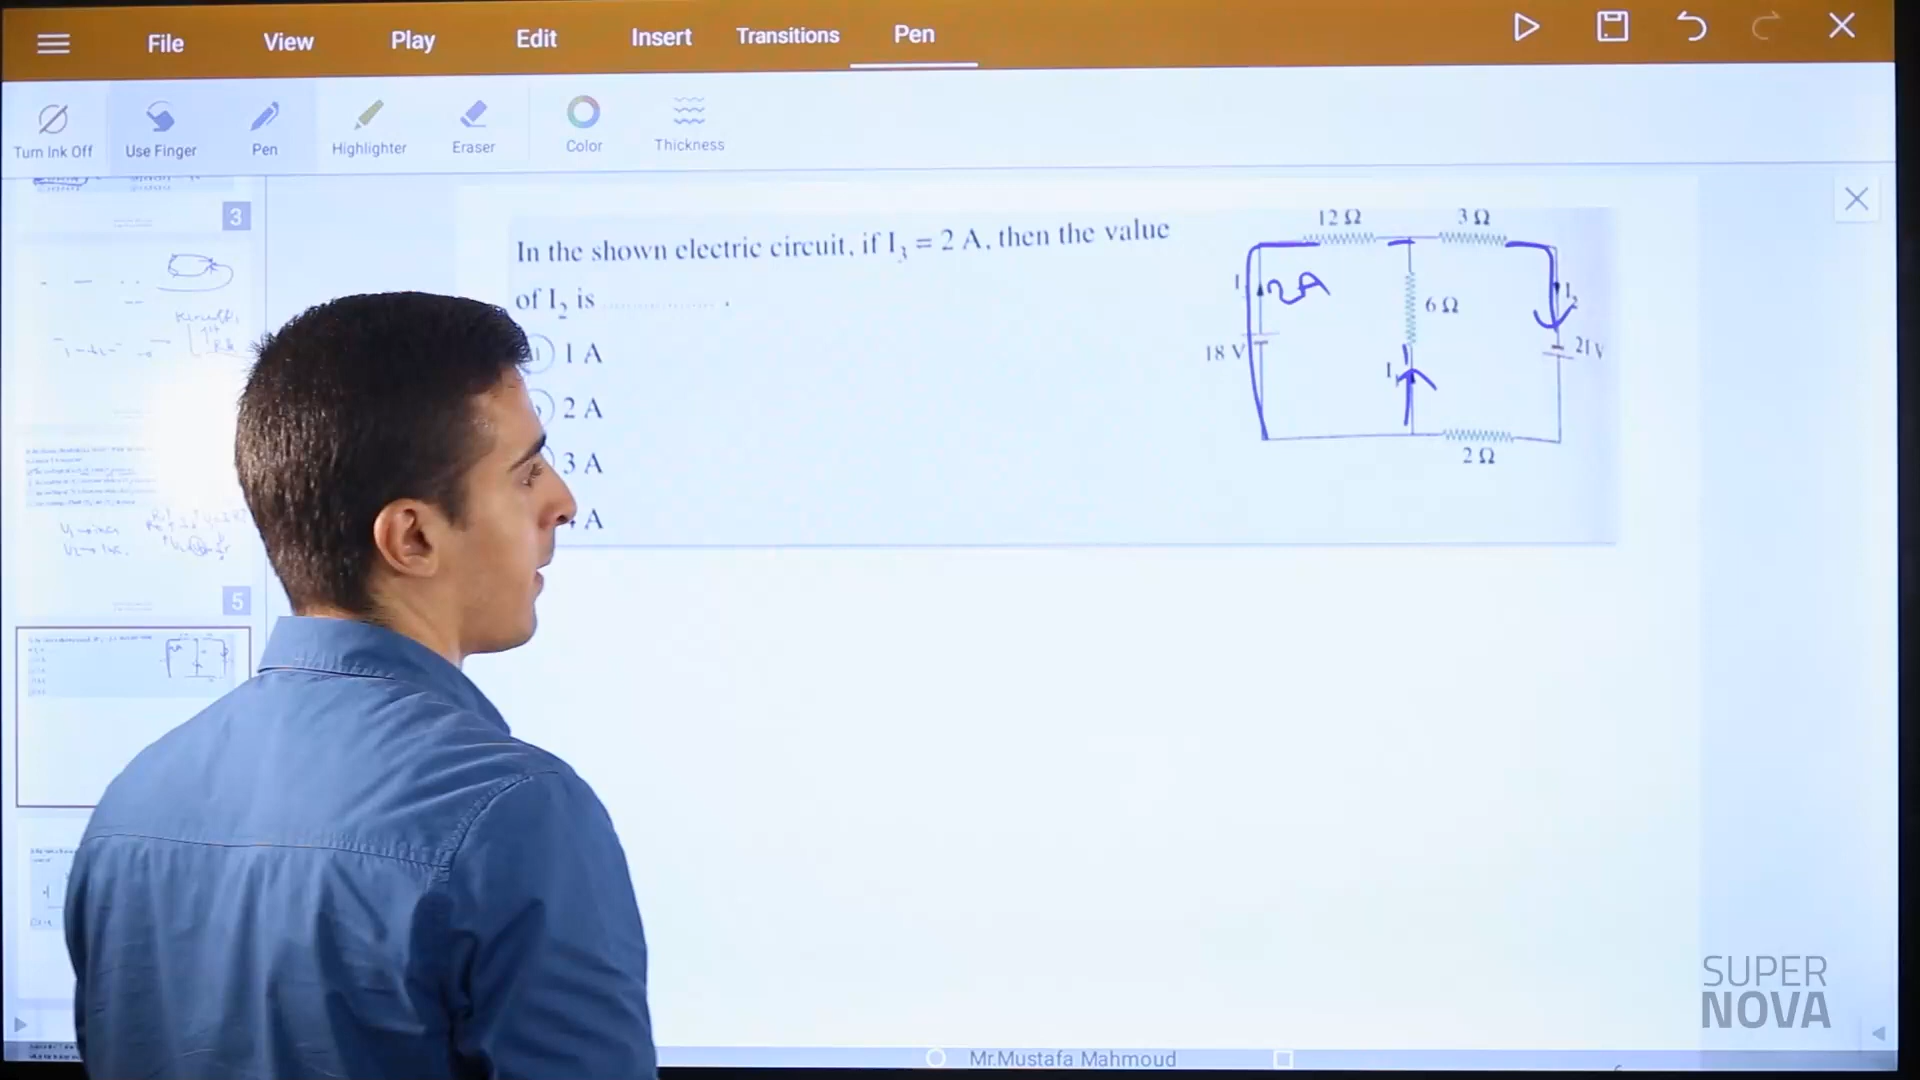 File View Play Edit Insert Transitions Pen
Turn Ink Off Use Finger Pen Highlighter Eraser Color Thickness
3
In the shown electric circuit, if I3 = 2 A, then the value
of I2 is .................. .
1 A
2 A
3 A
A
12 Ω 3 Ω
2A
6 Ω
I2
18 V
21 V
I
2 Ω
5
SUPER
NOVA
Mr.Mustafa Mahmoud